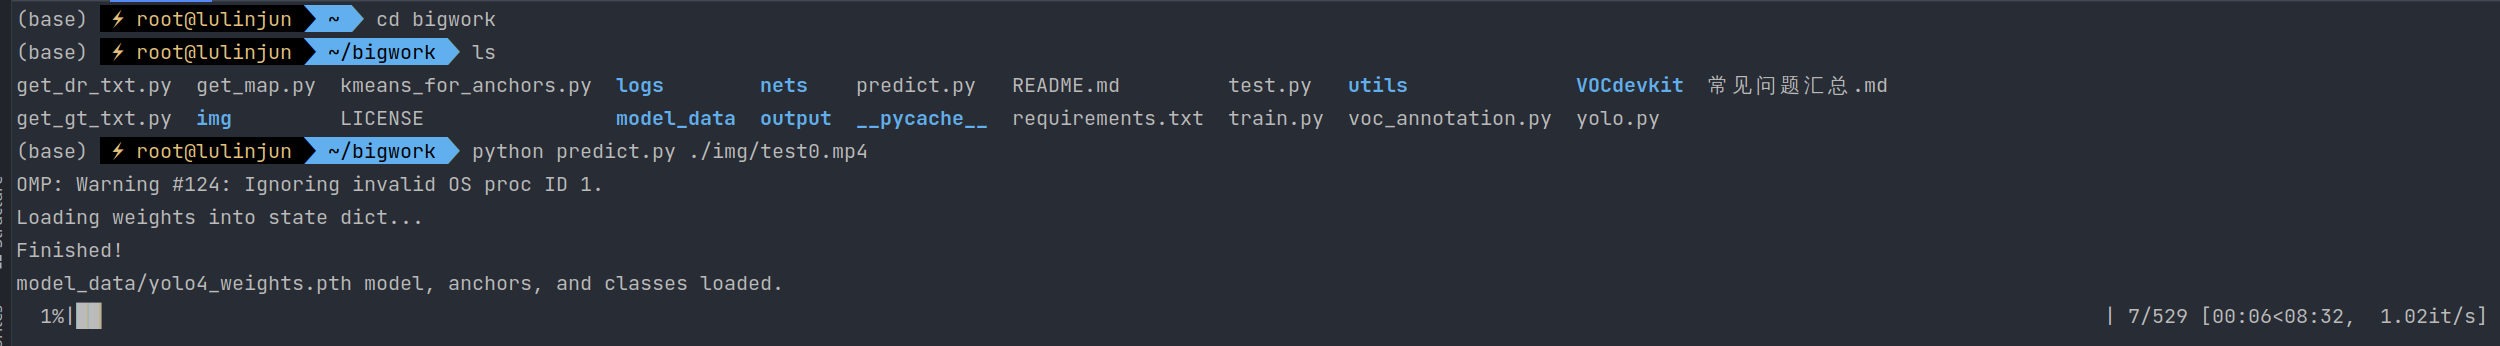 (base) ⚡ root@lulinjun ~ cd bigwork
(base) ⚡ root@lulinjun ~/bigwork ls
get_dr_txt.py get_map.py kmeans_for_anchors.py logs nets predict.py README.md test.py utils VOCdevkit 常见问题汇总.md
get_gt_txt.py img LICENSE model_data output __pycache__ requirements.txt train.py voc_annotation.py yolo.py
(base) ⚡ root@lulinjun ~/bigwork python predict.py ./img/test0.mp4
OMP: Warning #124: Ignoring invalid OS proc ID 1.
Loading weights into state dict...
Finished!
model_data/yolo4_weights.pth model, anchors, and classes loaded.
1%|██ | 7/529 [00:06<08:32, 1.02it/s]